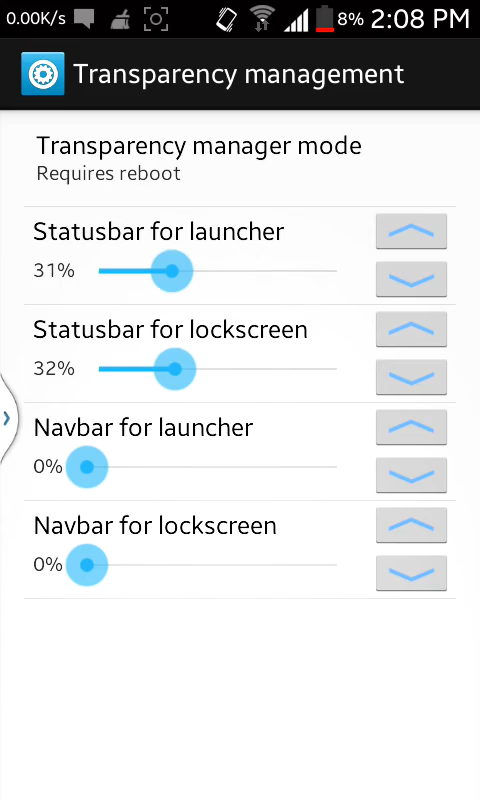 0.00K/s 8% 2:08 PM
Transparency management
Transparency manager mode
Requires reboot
Statusbar for launcher
31%
Statusbar for lockscreen
32%
Navbar for launcher
0%
Navbar for lockscreen
0%